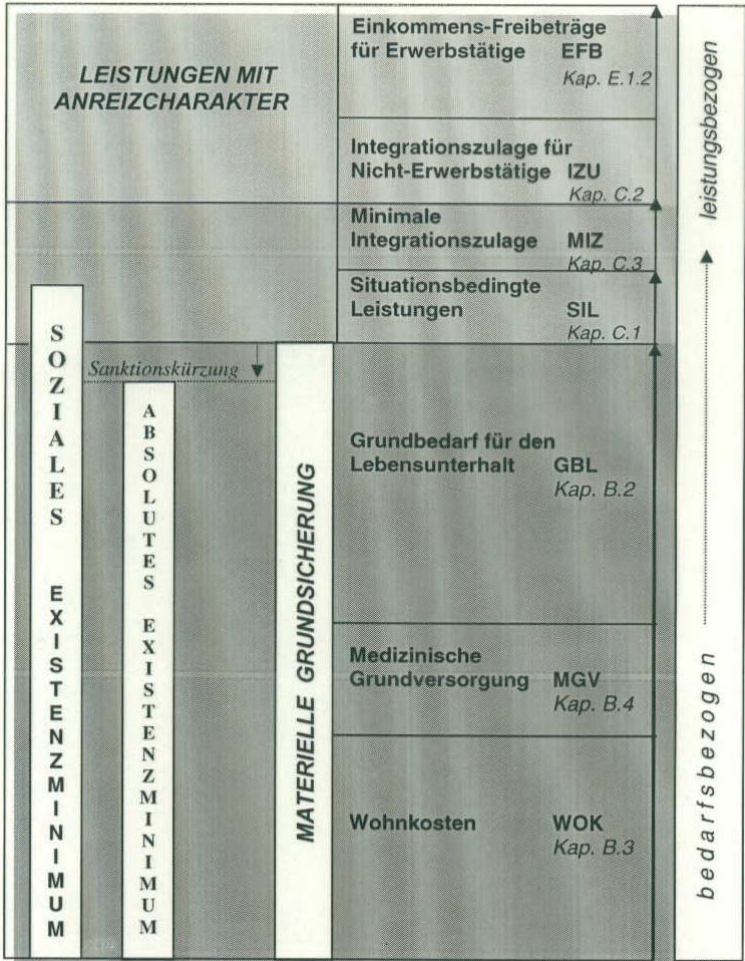 LEISTUNGEN MIT
ANREIZCHARAKTER
Einkommens-Freibeträge
für Erwerbstätige EFB
Kap. E.1.2
Integrationszulage für
Nicht-Erwerbstätige IZU
Kap. C.2
Minimale
Integrationszulage MIZ
Kap. C.3
Situationsbedingte
Leistungen SIL
Kap. C.1
Sanktionskürzung
Grundbedarf für den
Lebensunterhalt GBL
Kap. B.2
Medizinische
Grundversorgung MGV
Kap. B.4
Wohnkosten WOK
Kap. B.3
SOZIALES EXISTENZMINIMUM
ABSOLUTES EXISTENZMINIMUM
MATERIELLE GRUNDSICHERUNG
leistungsbezogen
bedarfsbezogen